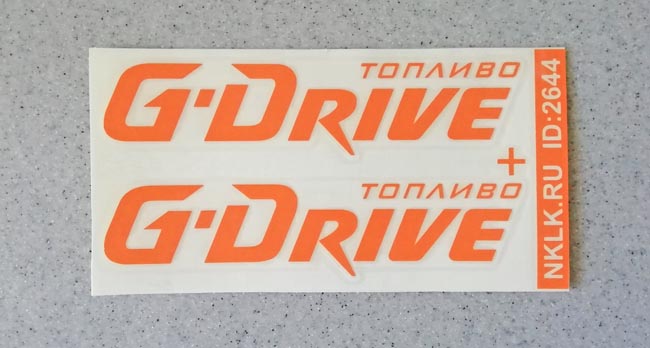 ТОПЛИВО
G-DRIVE
+
ТОПЛИВО
G-DRIVE
NKLK.RU ID:2644